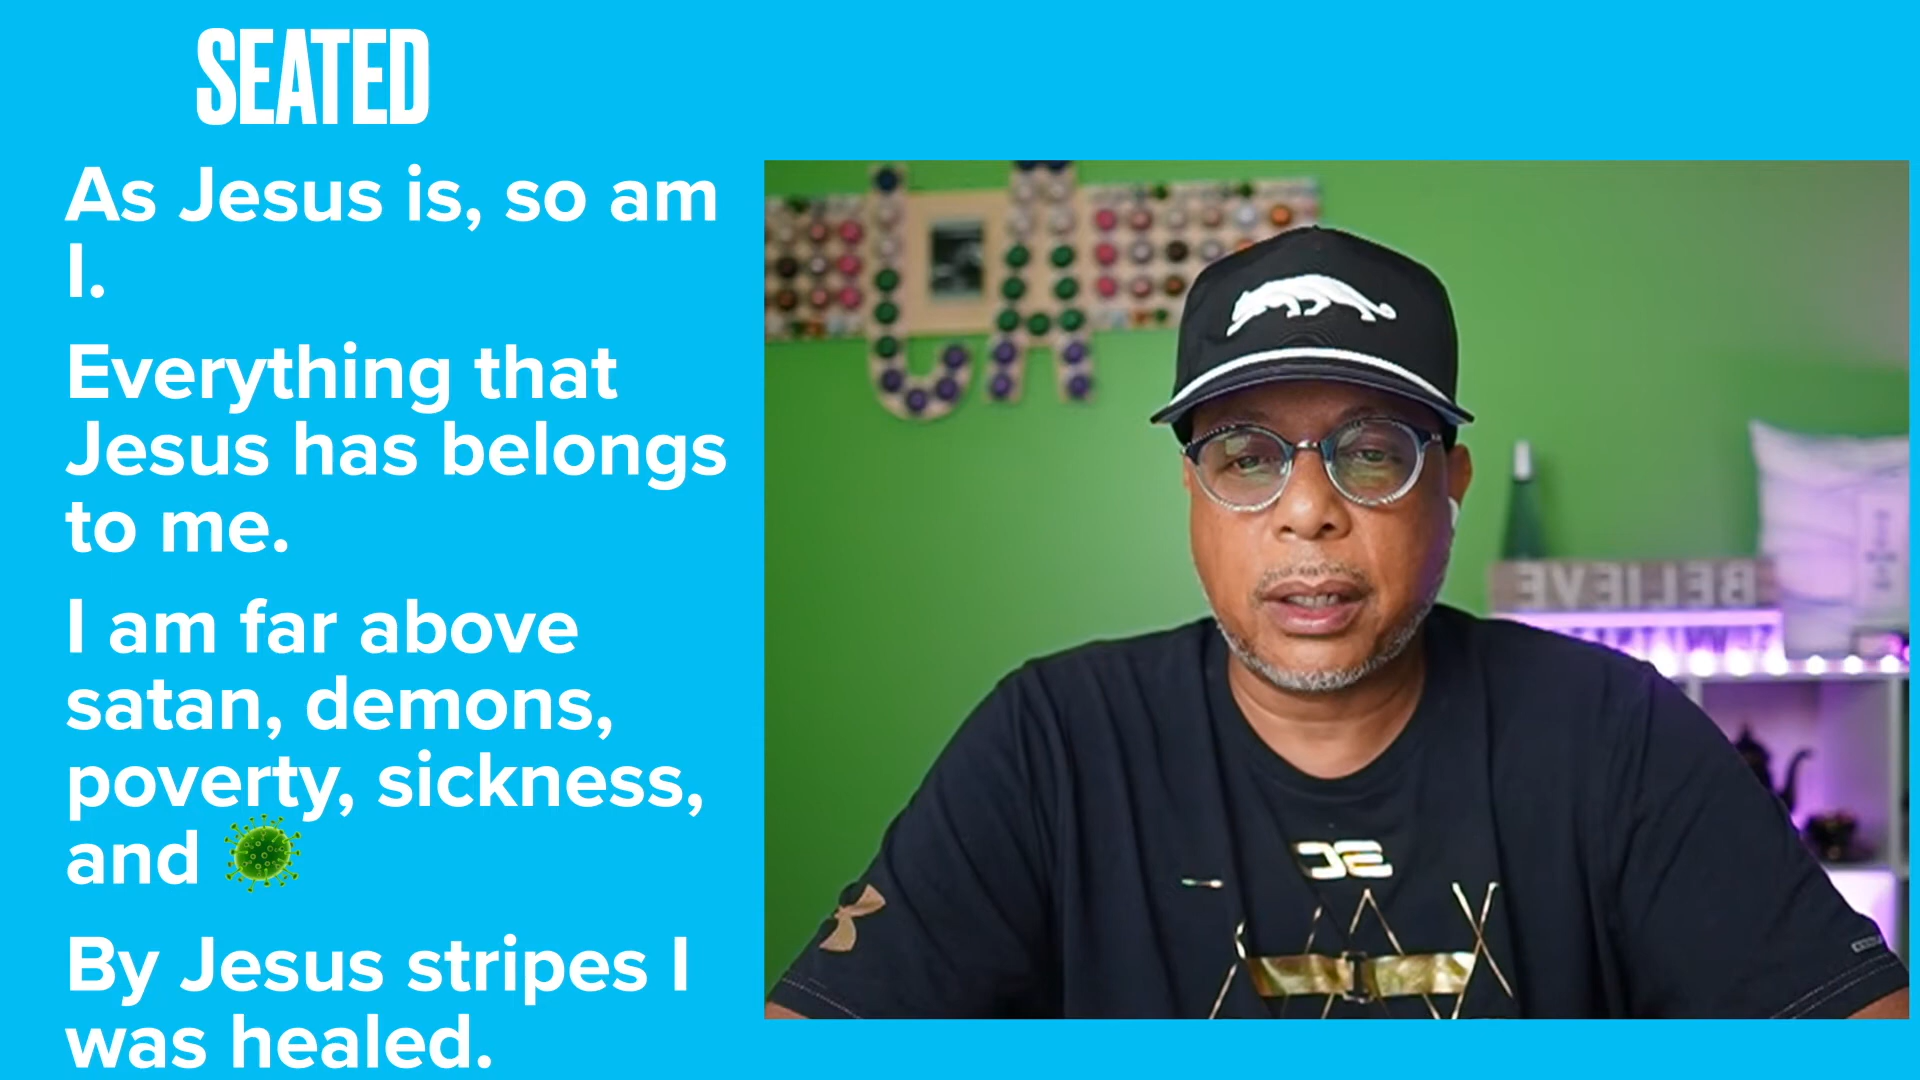 SEATED
As Jesus is, so am
I.
Everything that
Jesus has belongs
to me.
I am far above
satan, demons,
poverty, sickness,
and 🦠
By Jesus stripes I
was healed.
BELIEVE